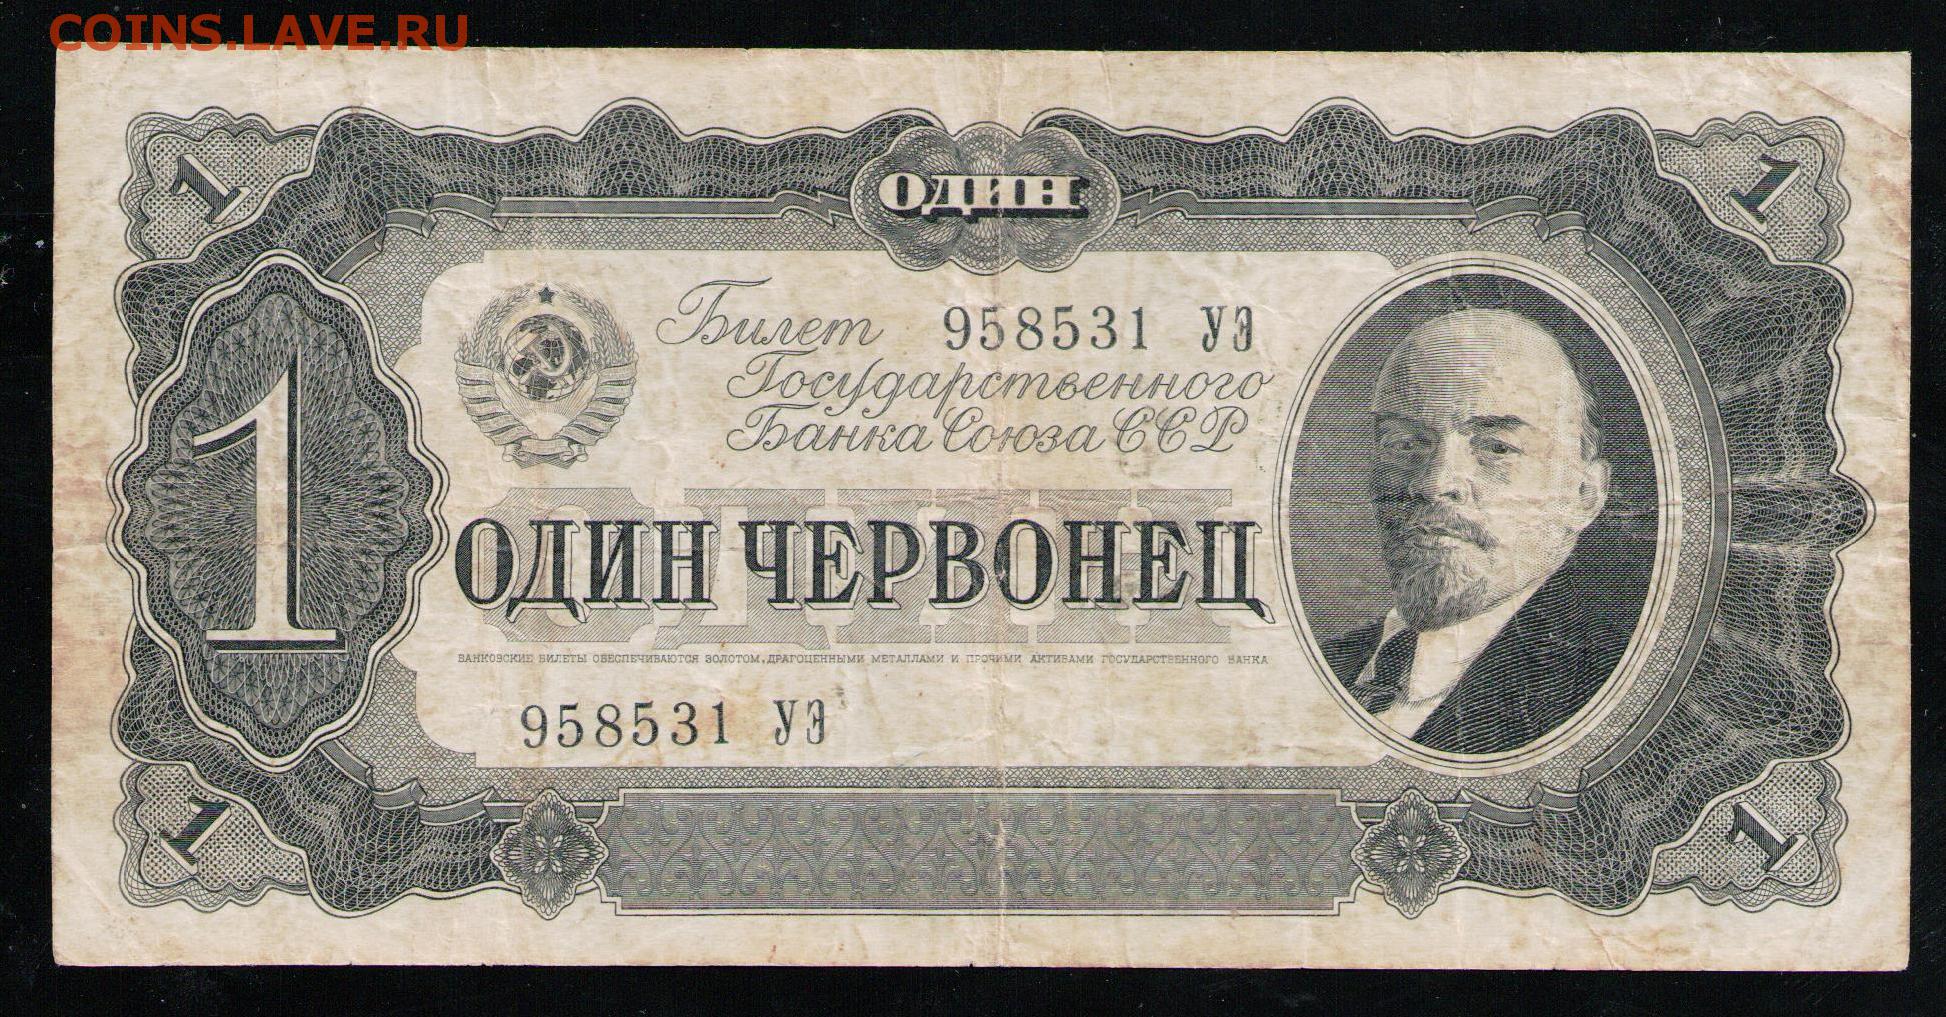 COINS.LAVE.RU
1
ОДИН
1
Билет 958531 УЭ
Государственного
Банка Союза ССР
1
ОДИН
ОДИН ЧЕРВОНЕЦ
БАНКОВСКИЕ БИЛЕТЫ ОБЕСПЕЧИВАЮТСЯ ЗОЛОТОМ, ДРАГОЦЕННЫМИ МЕТАЛЛАМИ И ПРОЧИМИ АКТИВАМИ ГОСУДАРСТВЕННОГО БАНКА
958531 УЭ
1
1